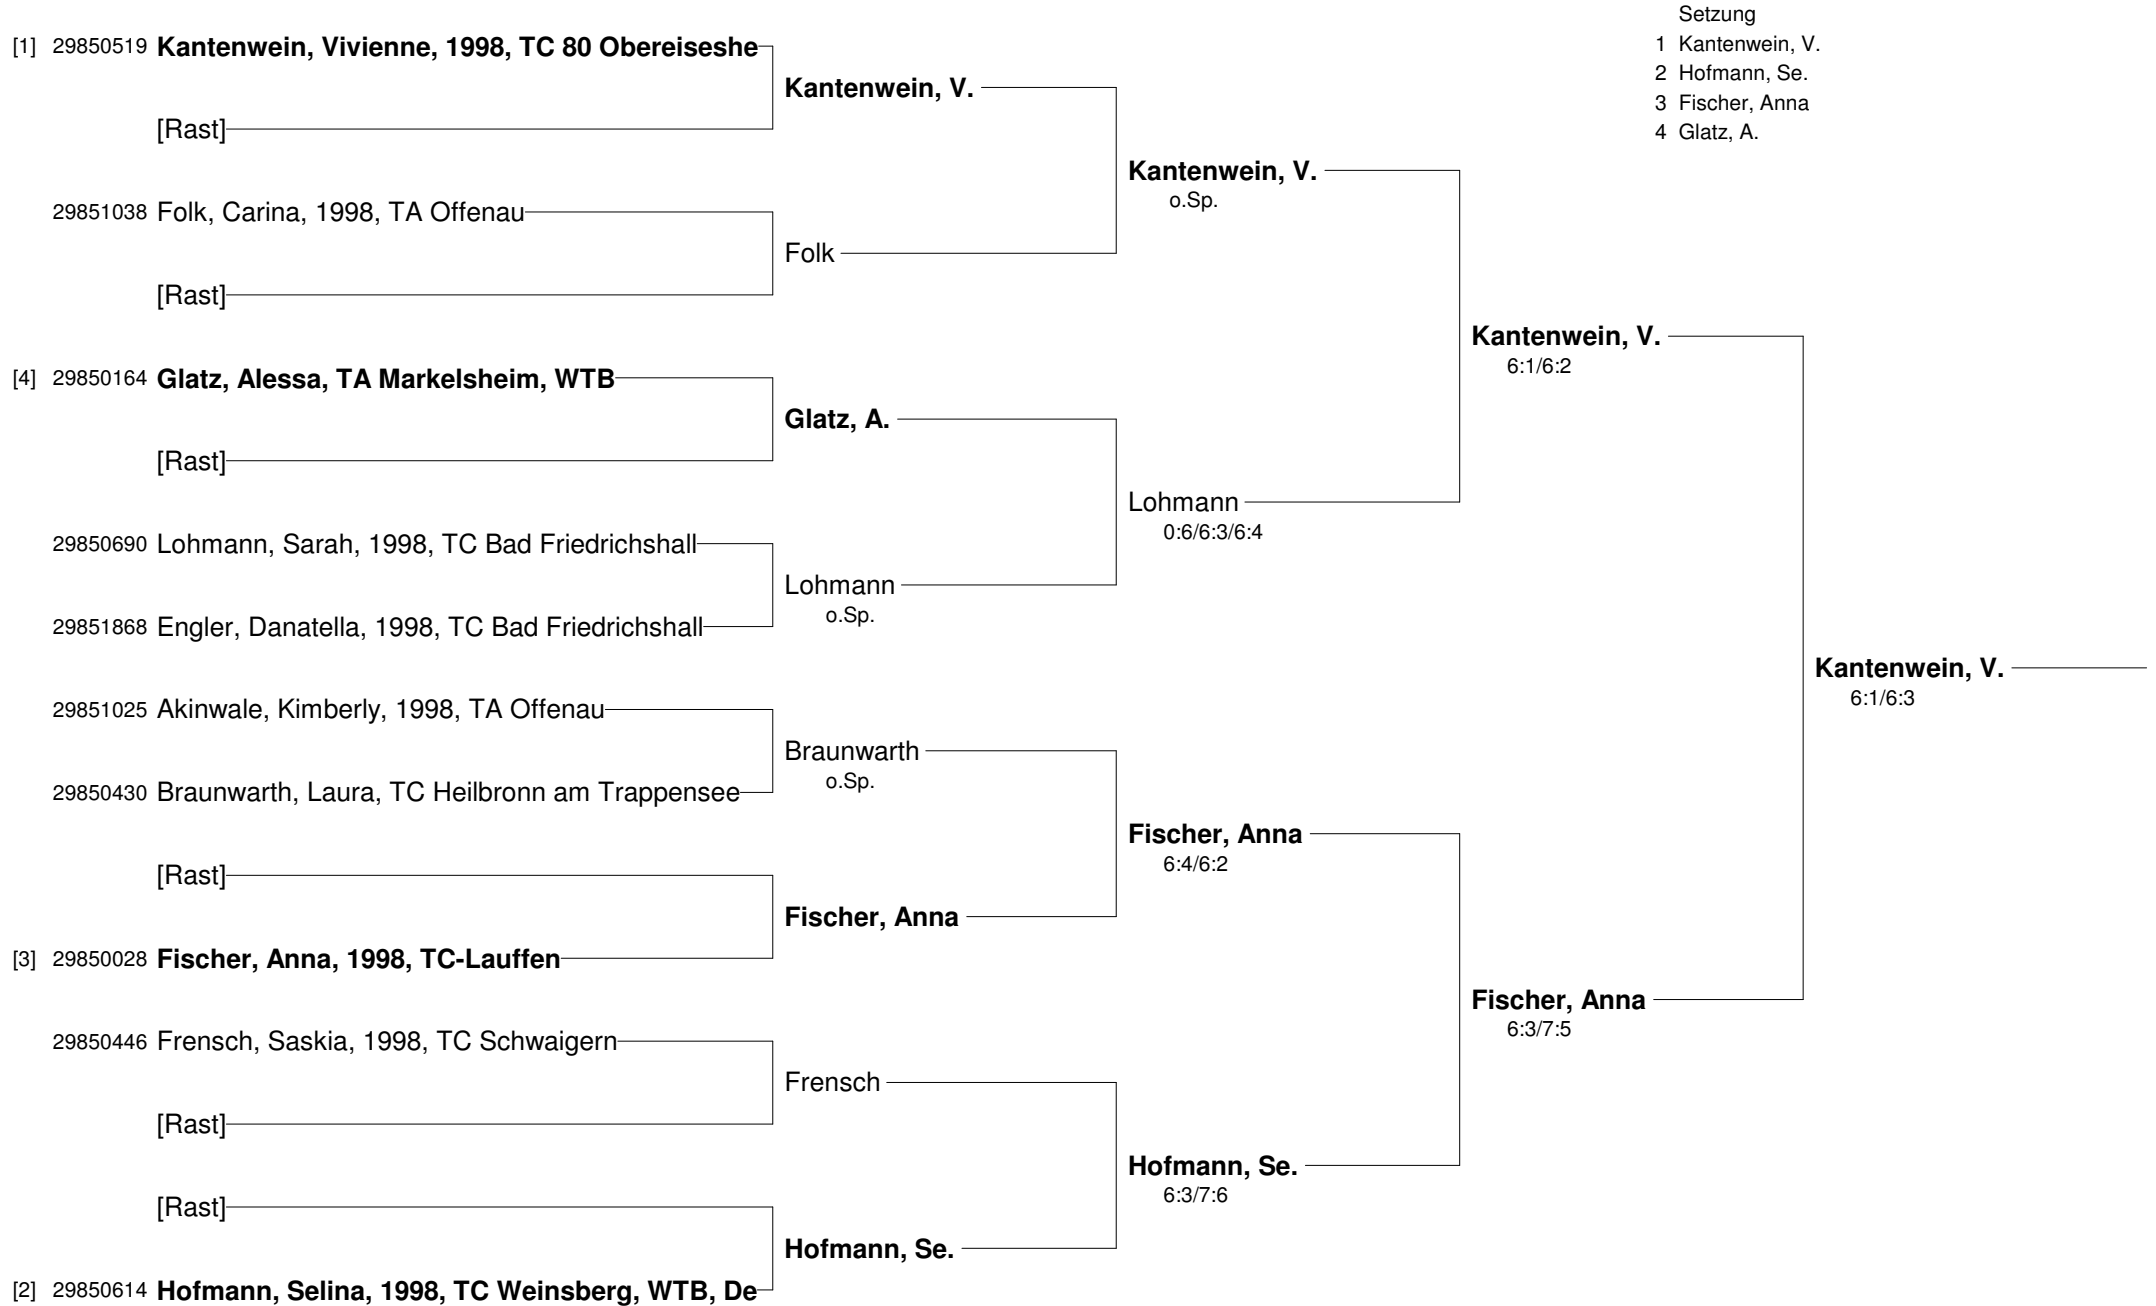 Setzung
1 Kantenwein, V.
2 Hofmann, Se.
3 Fischer, Anna
4 Glatz, A.
[1] 29850519 Kantenwein, Vivienne, 1998, TC 80 Obereiseshe
Kantenwein, V.
[Rast]
Kantenwein, V.
o.Sp.
29851038 Folk, Carina, 1998, TA Offenau
Folk
[Rast]
Kantenwein, V.
6:1/6:2
[4] 29850164 Glatz, Alessa, TA Markelsheim, WTB
Glatz, A.
[Rast]
Lohmann
0:6/6:3/6:4
29850690 Lohmann, Sarah, 1998, TC Bad Friedrichshall
Lohmann
o.Sp.
29851868 Engler, Danatella, 1998, TC Bad Friedrichshall
Kantenwein, V.
6:1/6:3
29851025 Akinwale, Kimberly, 1998, TA Offenau
Braunwarth
o.Sp.
29850430 Braunwarth, Laura, TC Heilbronn am Trappensee
Fischer, Anna
6:4/6:2
[Rast]
Fischer, Anna
[3] 29850028 Fischer, Anna, 1998, TC-Lauffen
Fischer, Anna
6:3/7:5
29850446 Frensch, Saskia, 1998, TC Schwaigern
Frensch
[Rast]
Hofmann, Se.
6:3/7:6
[Rast]
Hofmann, Se.
[2] 29850614 Hofmann, Selina, 1998, TC Weinsberg, WTB, De